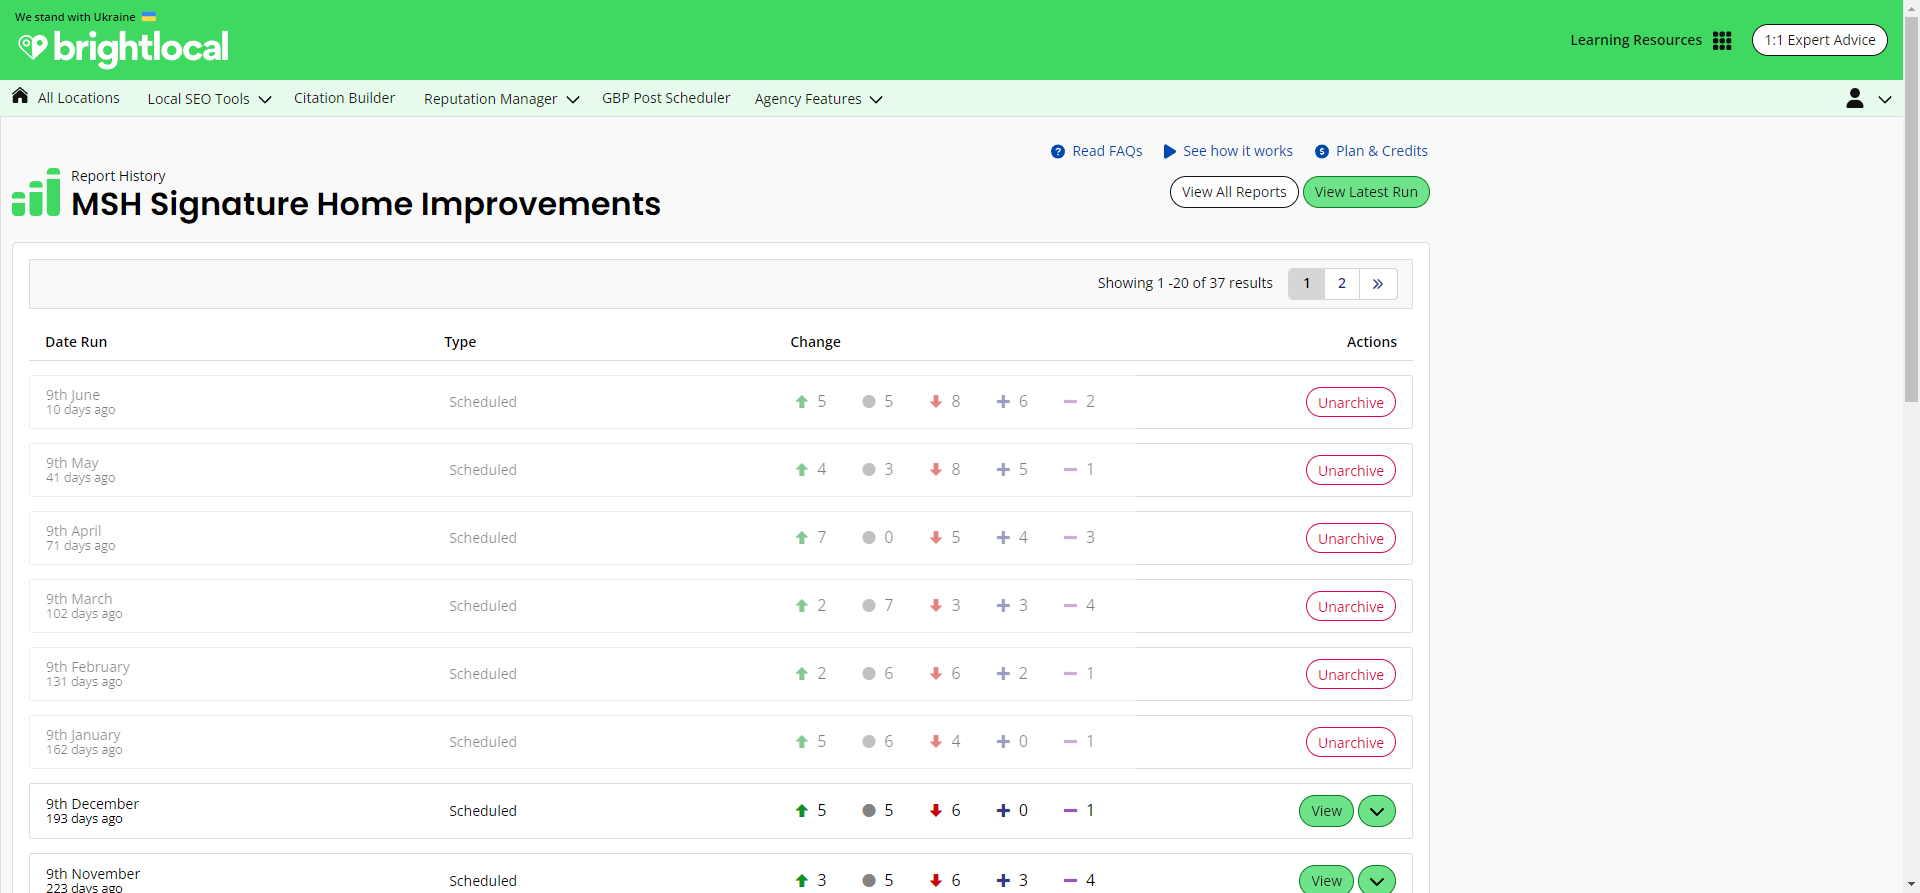 We stand with Ukraine
brightlocal
Learning Resources
1:1 Expert Advice
All Locations
Local SEO Tools
Citation Builder
Reputation Manager
GBP Post Scheduler
Agency Features
Read FAQs
See how it works
Plan & Credits
Report History
MSH Signature Home Improvements
View All Reports
View Latest Run
Showing 1 -20 of 37 results
1 2 »
Date Run Type Change Actions
9th June
10 days ago
Scheduled 5 5 8 6 2 Unarchive
9th May
41 days ago
Scheduled 4 3 8 5 1 Unarchive
9th April
71 days ago
Scheduled 7 0 5 4 3 Unarchive
9th March
102 days ago
Scheduled 2 7 3 3 4 Unarchive
9th February
131 days ago
Scheduled 2 6 6 2 1 Unarchive
9th January
162 days ago
Scheduled 5 6 4 0 1 Unarchive
9th December
193 days ago
Scheduled 5 5 6 0 1 View
9th November
223 days ago
Scheduled 3 5 6 3 4 View